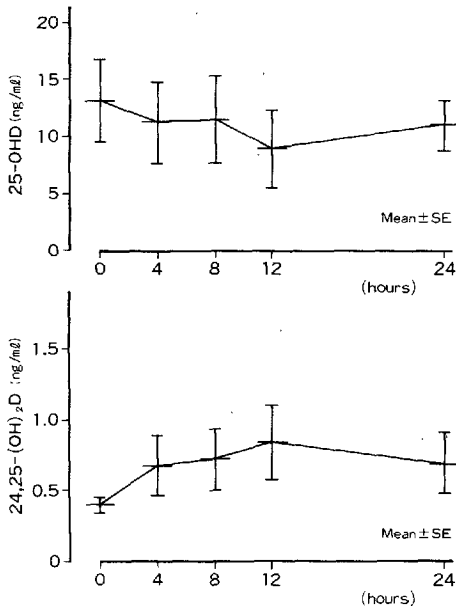 25-OHD (ng/mℓ)
20
15
10
5
0
Mean±SE
0 4 8 12 24
(hours)
24,25-(OH)₂D (ng/mℓ)
1.5
1.0
0.5
0
Mean±SE
0 4 8 12 24
(hours)